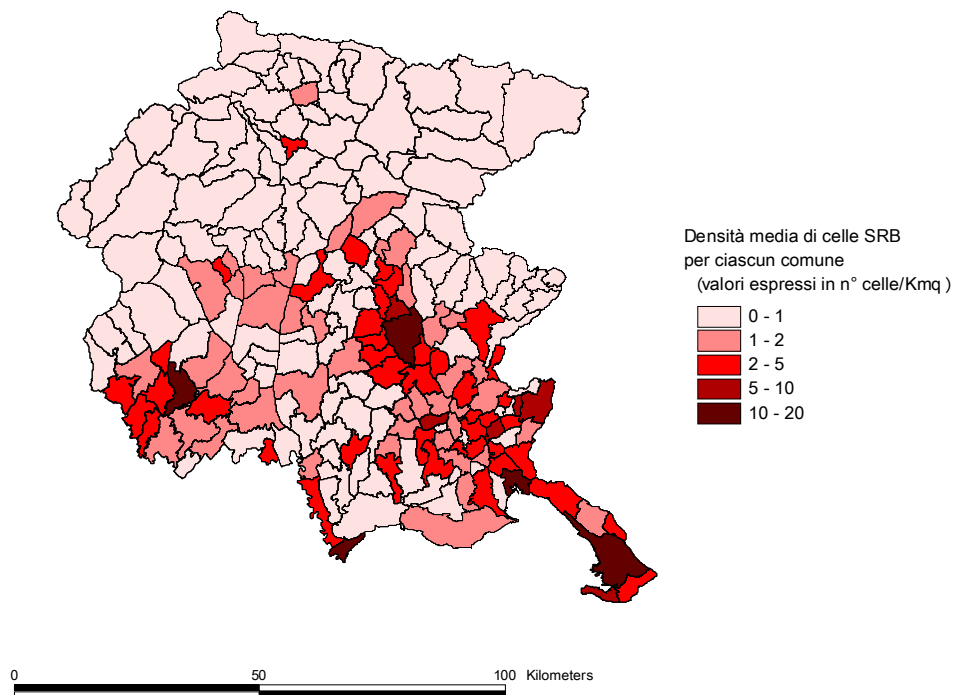 Densità media di celle SRB
per ciascun comune
(valori espressi in n° celle/Kmq )
0 - 1
1 - 2
2 - 5
5 - 10
10 - 20
0 50 100 Kilometers